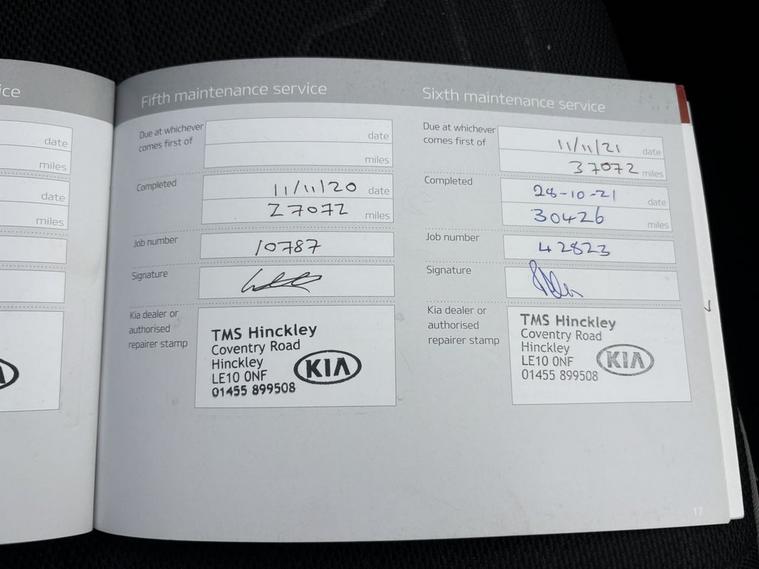 ice
date
miles
date
miles
Fifth maintenance service
Due at whichever
comes first of
date
miles
Completed
11/11/20 date
27072 miles
Job number
10787
Signature
Kia dealer or
authorised
repairer stamp
TMS Hinckley
Coventry Road
Hinckley
LE10 0NF
01455 899508
KIA
Sixth maintenance service
Due at whichever
comes first of
11/11/21 date
37072 miles
Completed
28-10-21 date
30426 miles
Job number
42823
Signature
Kia dealer or
authorised
repairer stamp
TMS Hinckley
Coventry Road
Hinckley
LE10 0NF
01455 899508
KIA
17